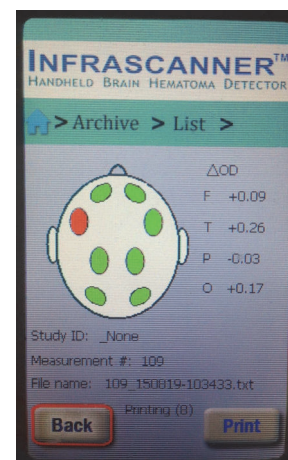 INFRASCANNER™
HANDHELD BRAIN HEMATOMA DETECTOR
> Archive > List >
△OD
F +0.09
T +0.26
P -0.03
O +0.17
Study ID: _None
Measurement #: 109
File name: 109_150819-103433.txt
Printing (8)
Back
Print